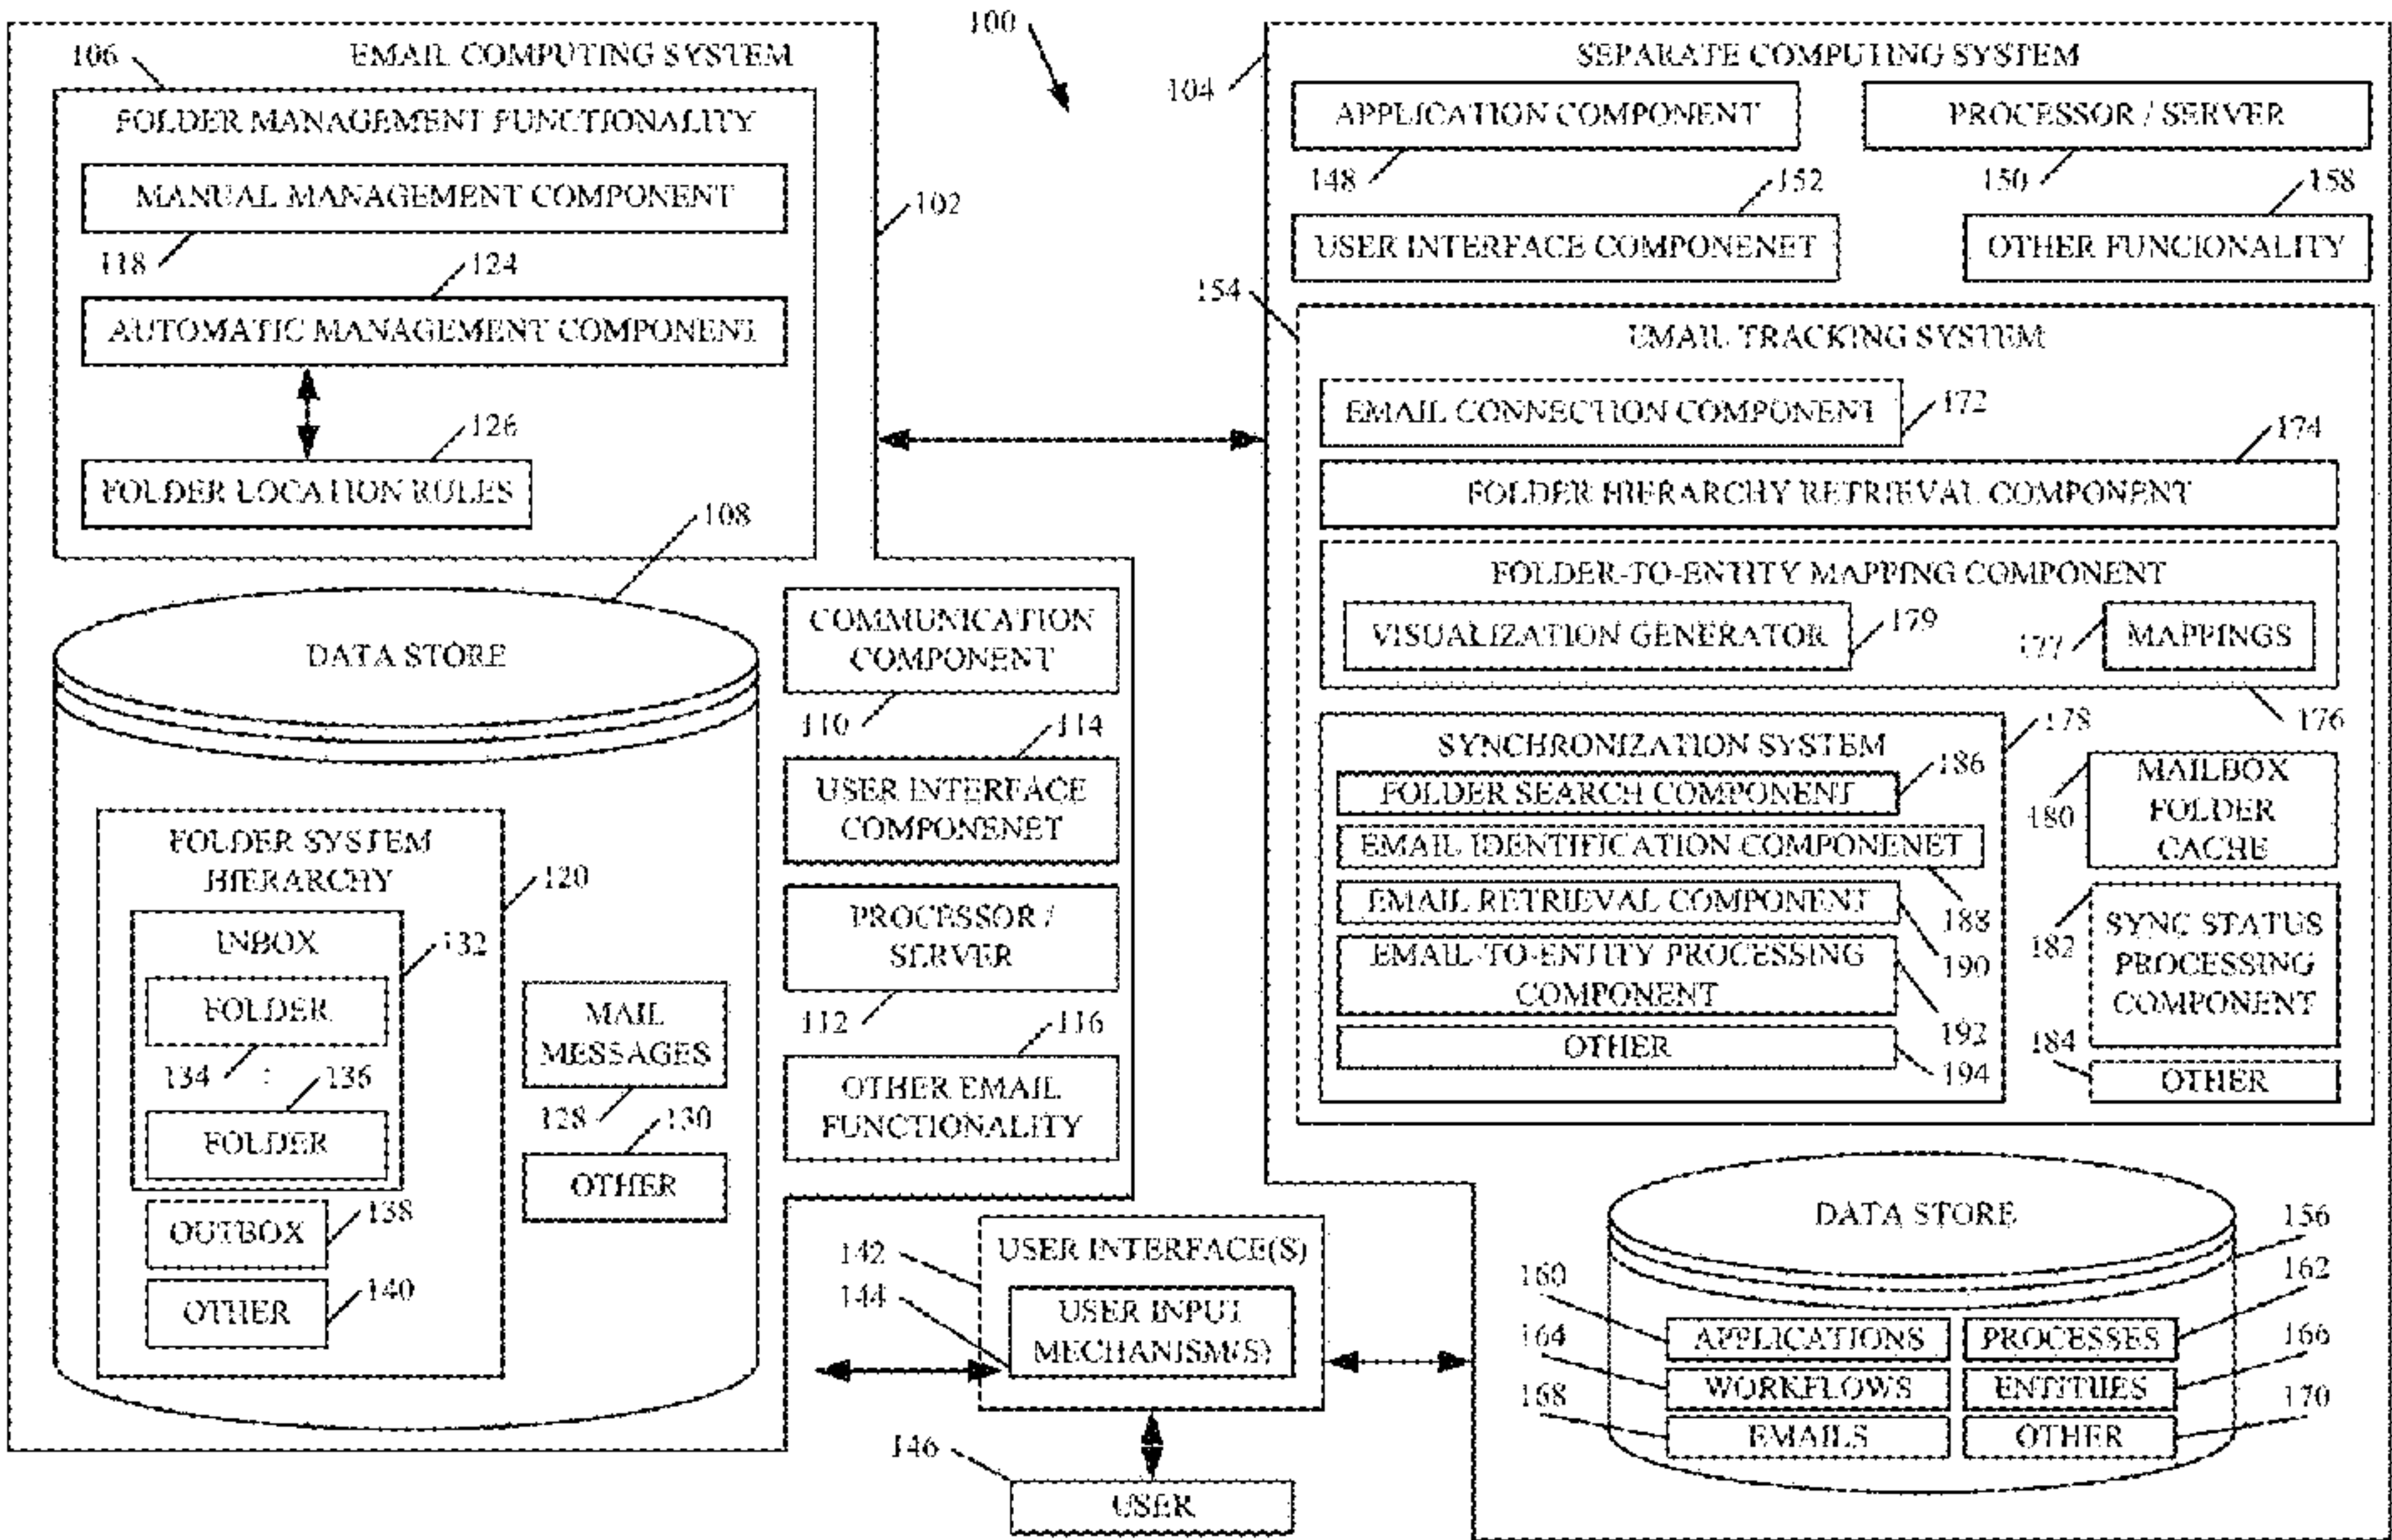 100
EMAIL COMPUTING SYSTEM
106
FOLDER MANAGEMENT FUNCTIONALITY
MANUAL MANAGEMENT COMPONENT
118
124
AUTOMATIC MANAGEMENT COMPONENT
126
FOLDER LOCATION RULES
102
108
DATA STORE
FOLDER SYSTEM
HIERARCHY
120
INBOX
132
FOLDER
134
:
136
FOLDER
OUTBOX
138
OTHER
140
MAIL
MESSAGES
128
130
OTHER
COMMUNICATION
COMPONENT
110
114
USER INTERFACE
COMPONENET
PROCESSOR /
SERVER
112
116
OTHER EMAIL
FUNCTIONALITY
142
USER INTERFACE(S)
144
USER INPUT
MECHANISM(S)
146
USER
SEPARATE COMPUTING SYSTEM
104
APPLICATION COMPONENT
PROCESSOR / SERVER
148
152
150
158
USER INTERFACE COMPONENET
OTHER FUNCIONALITY
154
EMAIL TRACKING SYSTEM
EMAIL CONNECTION COMPONENT
172
174
FOLDER HIERARCHY RETRIEVAL COMPONENT
FOLDER-TO-ENTITY MAPPING COMPONENT
VISUALIZATION GENERATOR
179
177
MAPPINGS
176
178
SYNCHRONIZATION SYSTEM
186
FOLDER SEARCH COMPONENT
EMAIL IDENTIFICATION COMPONENET
188
EMAIL RETRIEVAL COMPONENT
190
EMAIL-TO-ENTITY PROCESSING
COMPONENT
192
OTHER
194
180
MAILBOX
FOLDER
CACHE
182
SYNC STATUS
PROCESSING
COMPONENT
184
OTHER
DATA STORE
156
160
APPLICATIONS
PROCESSES
162
164
WORKFLOWS
ENTITIES
166
168
EMAILS
OTHER
170